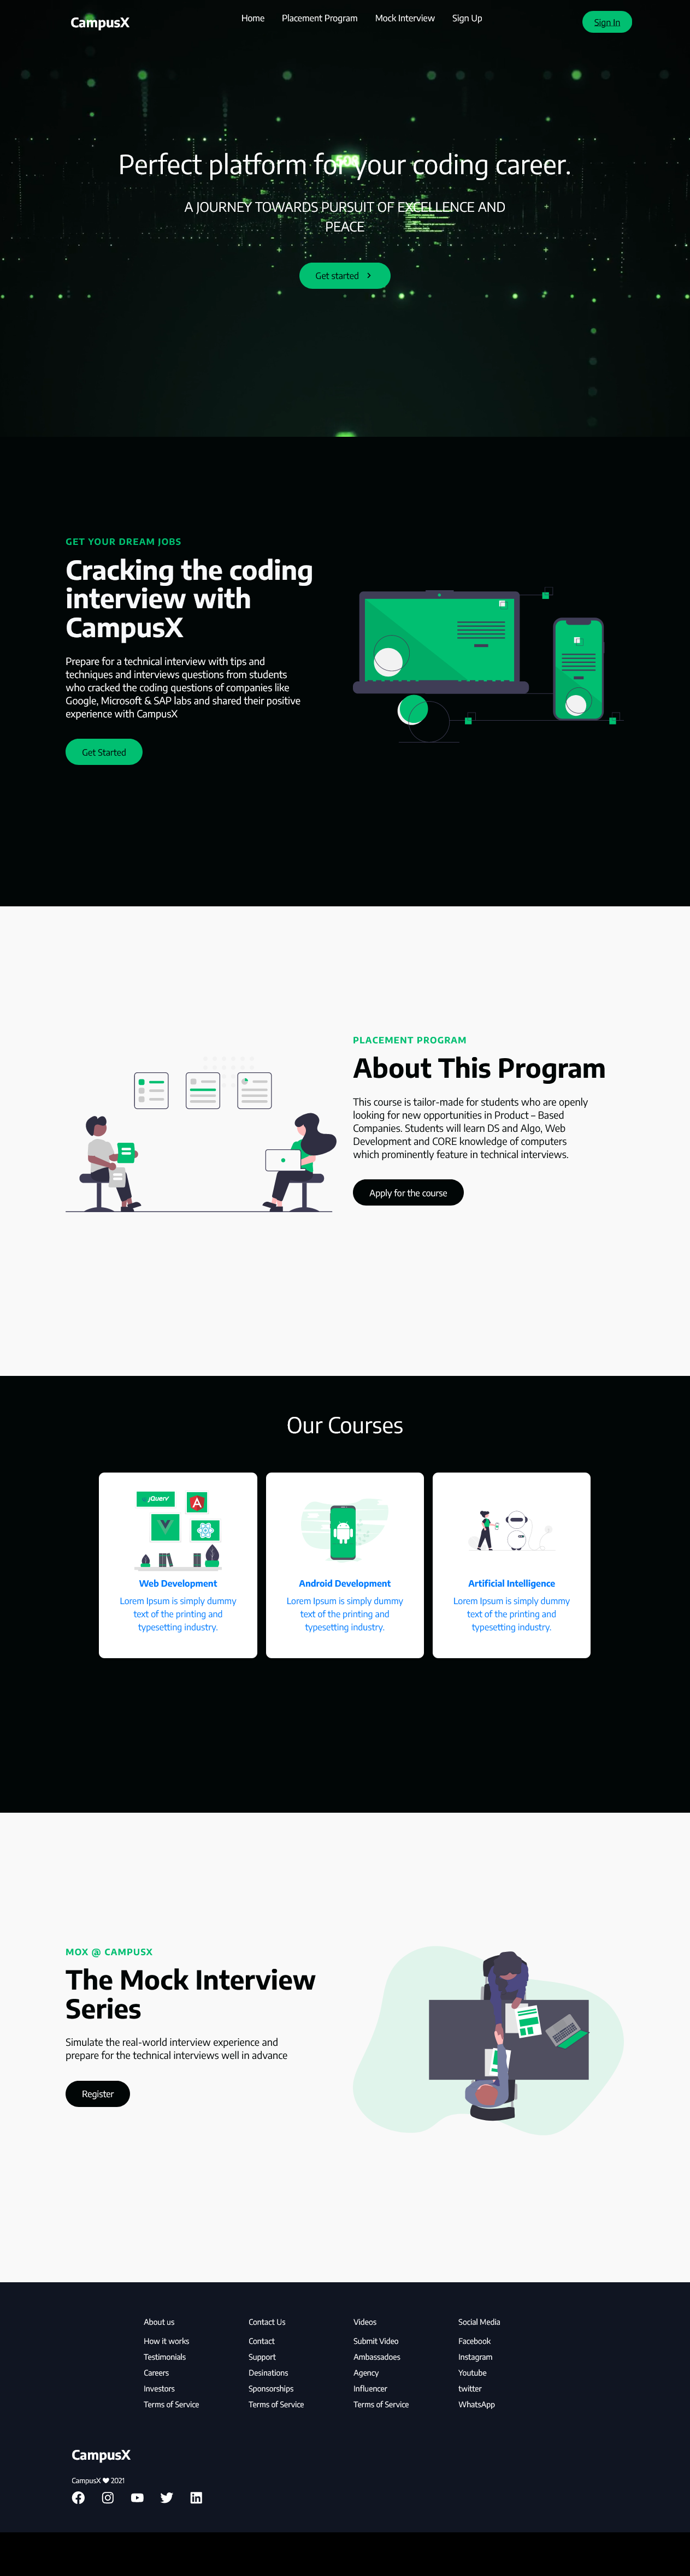 CampusX
Home Placement Program Mock Interview Sign Up
Sign In
Perfect platform for your coding career.
A JOURNEY TOWARDS PURSUIT OF EXCELLENCE AND
PEACE
Get started
GET YOUR DREAM JOBS
Cracking the coding
interview with
CampusX
Prepare for a technical interview with tips and
techniques and interviews questions from students
who cracked the coding questions of companies like
Google, Microsoft & SAP labs and shared their positive
experience with CampusX
Get Started
PLACEMENT PROGRAM
About This Program
This course is tailor-made for students who are openly
looking for new opportunities in Product – Based
Companies. Students will learn DS and Algo, Web
Development and CORE knowledge of computers
which prominently feature in technical interviews.
Apply for the course
Our Courses
jQuery
Web Development
Lorem Ipsum is simply dummy
text of the printing and
typesetting industry.
Android Development
Lorem Ipsum is simply dummy
text of the printing and
typesetting industry.
Artificial Intelligence
Lorem Ipsum is simply dummy
text of the printing and
typesetting industry.
MOX @ CAMPUSX
The Mock Interview
Series
Simulate the real-world interview experience and
prepare for the technical interviews well in advance
Register
About us
How it works
Testimonials
Careers
Investors
Terms of Service
Contact Us
Contact
Support
Desinations
Sponsorships
Terms of Service
Videos
Submit Video
Ambassadoes
Agency
Influencer
Terms of Service
Social Media
Facebook
Instagram
Youtube
twitter
WhatsApp
CampusX
CampusX ❤ 2021